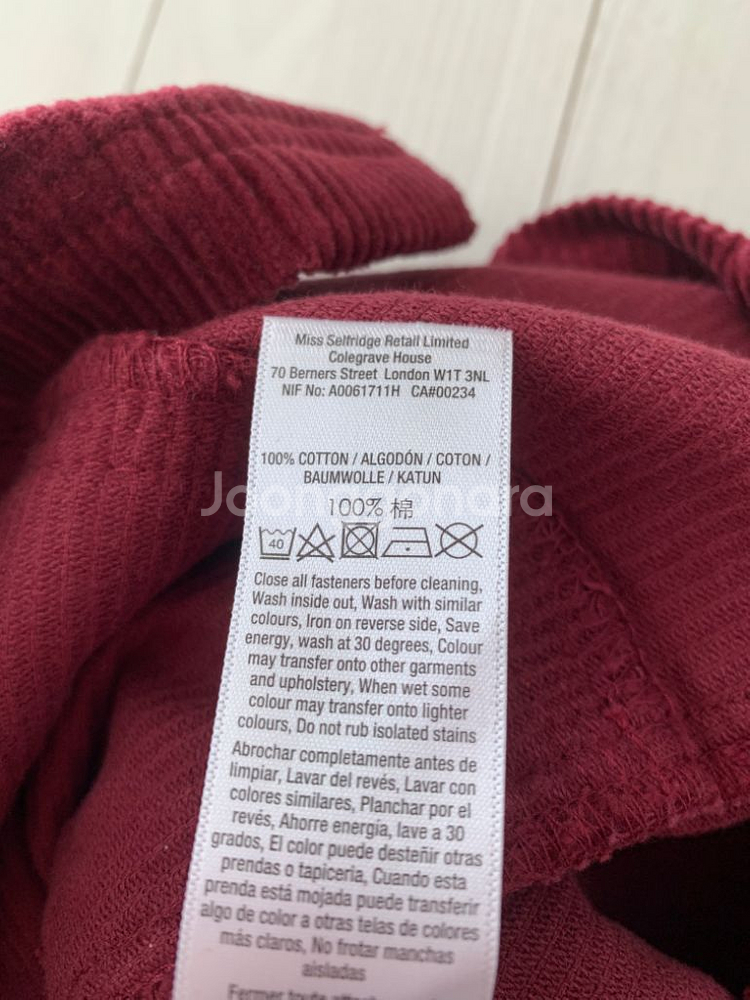 Miss Selfridge Retail Limited
Colegrave House
70 Berners Street London W1T 3NL
NIF No: A0061711H CA#00234
100% COTTON / ALGODÓN / COTON /
BAUMWOLLE / KATUN
100% 棉
40
Close all fasteners before cleaning,
Wash inside out, Wash with similar
colours, Iron on reverse side, Save
energy, wash at 30 degrees, Colour
may transfer onto other garments
and upholstery, When wet some
colour may transfer onto lighter
colours, Do not rub isolated stains
Abrochar completamente antes de
limpiar, Lavar del revés, Lavar con
colores similares, Planchar por el
revés, Ahorre energía, lave a 30
grados, El color puede desteñir otras
prendas o tapicería, Cuando esta
prenda está mojada puede transferir
algo de color a otras telas de colores
más claros, No frotar manchas
aisladas
Fermer toute